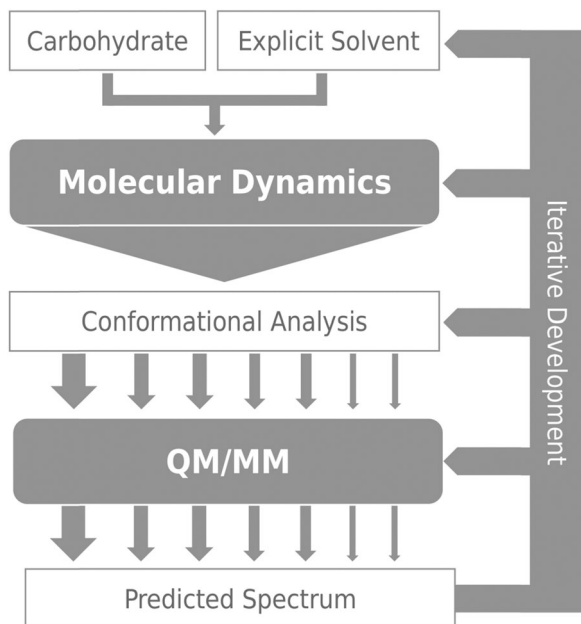 Carbohydrate
Explicit Solvent
Molecular Dynamics
Conformational Analysis
QM/MM
Predicted Spectrum
Iterative Development